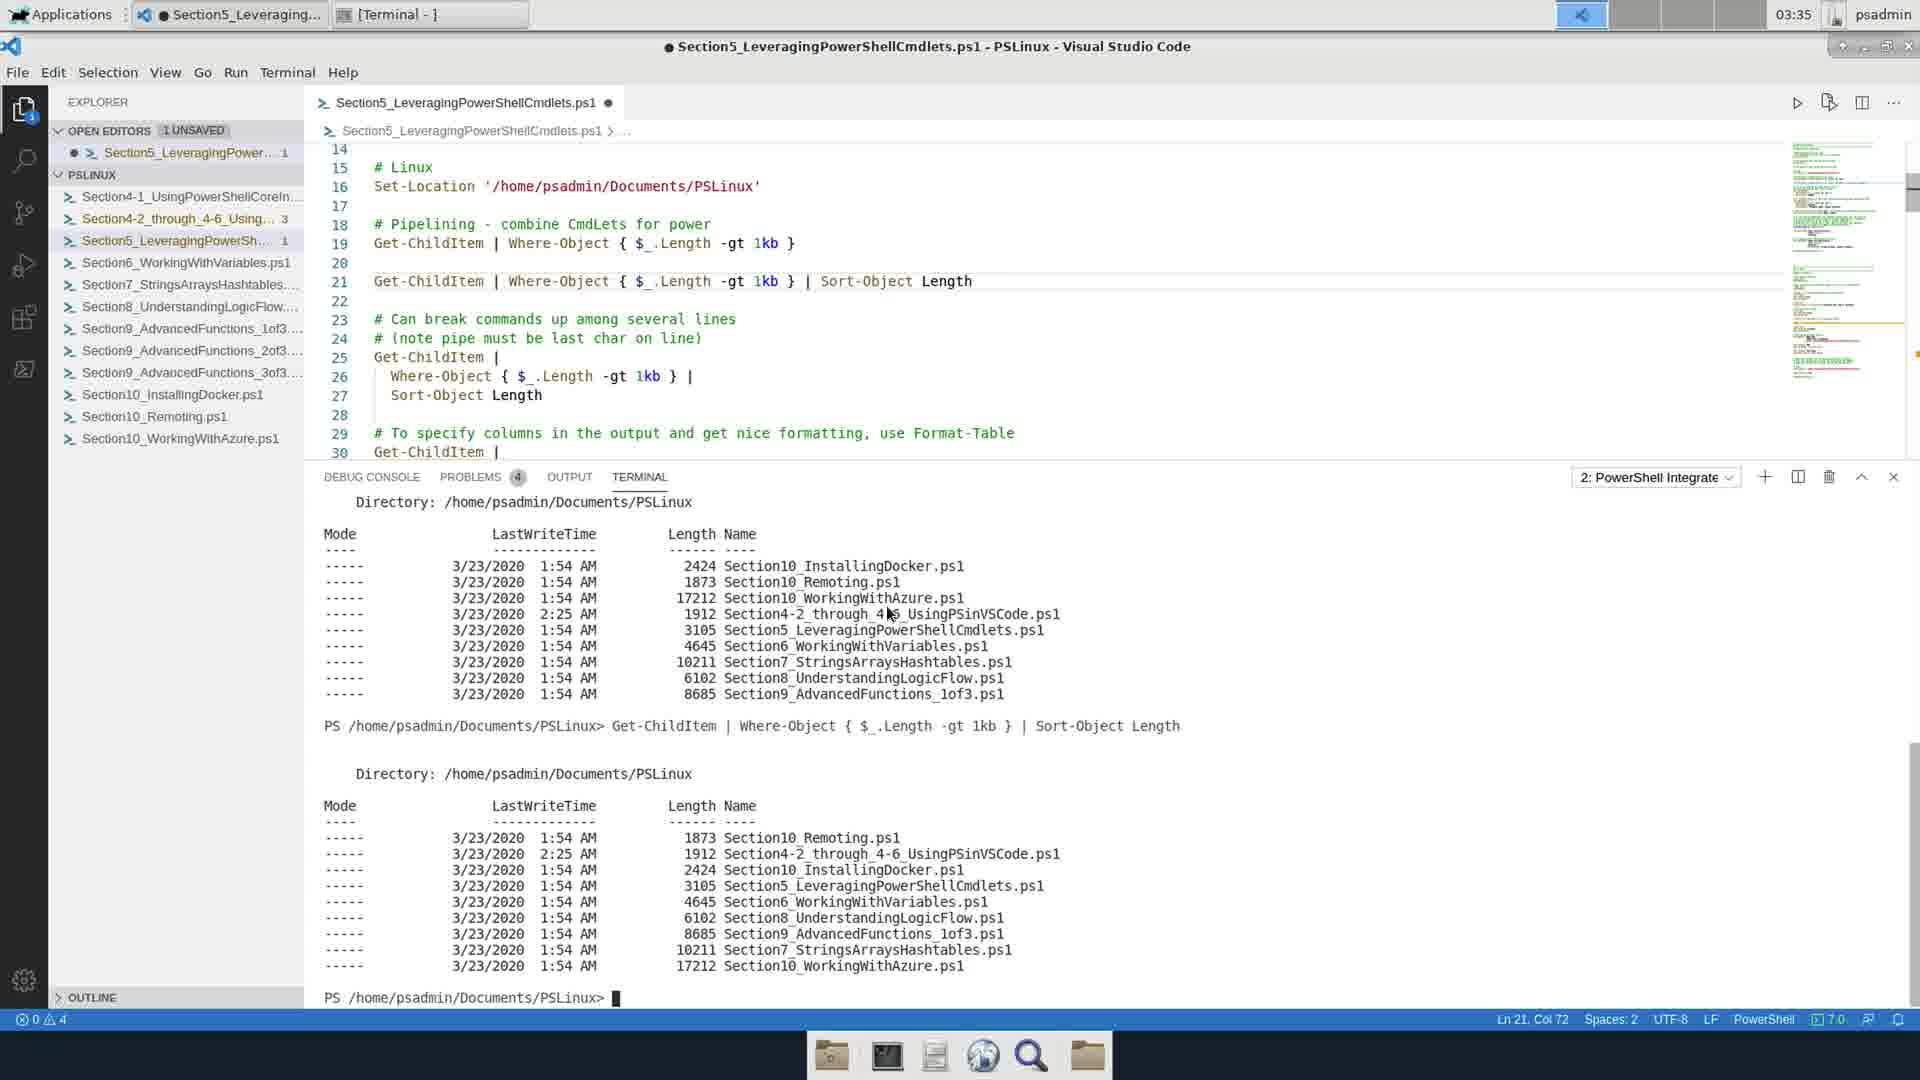 Applications
● Section5_Leveraging...
[Terminal - ]
03:35
psadmin
● Section5_LeveragingPowerShellCmdlets.ps1 - PSLinux - Visual Studio Code
File Edit Selection View Go Run Terminal Help
EXPLORER
OPEN EDITORS 1 UNSAVED
● Section5_LeveragingPower... 1
PSLINUX
Section4-1_UsingPowerShellCoreIn...
Section4-2_through_4-6_Using... 3
Section5_LeveragingPowerSh... 1
Section6_WorkingWithVariables.ps1
Section7_StringsArraysHashtables....
Section8_UnderstandingLogicFlow....
Section9_AdvancedFunctions_1of3....
Section9_AdvancedFunctions_2of3....
Section9_AdvancedFunctions_3of3....
Section10_InstallingDocker.ps1
Section10_Remoting.ps1
Section10_WorkingWithAzure.ps1
OUTLINE
Section5_LeveragingPowerShellCmdlets.ps1 ●
Section5_LeveragingPowerShellCmdlets.ps1 > ...
14
15 # Linux
16 Set-Location '/home/psadmin/Documents/PSLinux'
17
18 # Pipelining - combine CmdLets for power
19 Get-ChildItem | Where-Object { $_.Length -gt 1kb }
20
21 Get-ChildItem | Where-Object { $_.Length -gt 1kb } | Sort-Object Length
22
23 # Can break commands up among several lines
24 # (note pipe must be last char on line)
25 Get-ChildItem |
26 Where-Object { $_.Length -gt 1kb } |
27 Sort-Object Length
28
29 # To specify columns in the output and get nice formatting, use Format-Table
30 Get-ChildItem |
DEBUG CONSOLE PROBLEMS 4 OUTPUT TERMINAL
2: PowerShell Integrate
Directory: /home/psadmin/Documents/PSLinux
Mode LastWriteTime Length Name
---- ------------- ------ ----
----- 3/23/2020 1:54 AM 2424 Section10_InstallingDocker.ps1
----- 3/23/2020 1:54 AM 1873 Section10_Remoting.ps1
----- 3/23/2020 1:54 AM 17212 Section10_WorkingWithAzure.ps1
----- 3/23/2020 2:25 AM 1912 Section4-2_through_4-6_UsingPSinVSCode.ps1
----- 3/23/2020 1:54 AM 3105 Section5_LeveragingPowerShellCmdlets.ps1
----- 3/23/2020 1:54 AM 4645 Section6_WorkingWithVariables.ps1
----- 3/23/2020 1:54 AM 10211 Section7_StringsArraysHashtables.ps1
----- 3/23/2020 1:54 AM 6102 Section8_UnderstandingLogicFlow.ps1
----- 3/23/2020 1:54 AM 8685 Section9_AdvancedFunctions_1of3.ps1
PS /home/psadmin/Documents/PSLinux> Get-ChildItem | Where-Object { $_.Length -gt 1kb } | Sort-Object Length
Directory: /home/psadmin/Documents/PSLinux
Mode LastWriteTime Length Name
---- ------------- ------ ----
----- 3/23/2020 1:54 AM 1873 Section10_Remoting.ps1
----- 3/23/2020 2:25 AM 1912 Section4-2_through_4-6_UsingPSinVSCode.ps1
----- 3/23/2020 1:54 AM 2424 Section10_InstallingDocker.ps1
----- 3/23/2020 1:54 AM 3105 Section5_LeveragingPowerShellCmdlets.ps1
----- 3/23/2020 1:54 AM 4645 Section6_WorkingWithVariables.ps1
----- 3/23/2020 1:54 AM 6102 Section8_UnderstandingLogicFlow.ps1
----- 3/23/2020 1:54 AM 8685 Section9_AdvancedFunctions_1of3.ps1
----- 3/23/2020 1:54 AM 10211 Section7_StringsArraysHashtables.ps1
----- 3/23/2020 1:54 AM 17212 Section10_WorkingWithAzure.ps1
PS /home/psadmin/Documents/PSLinux>
0 4
Ln 21, Col 72 Spaces: 2 UTF-8 LF PowerShell 7.0